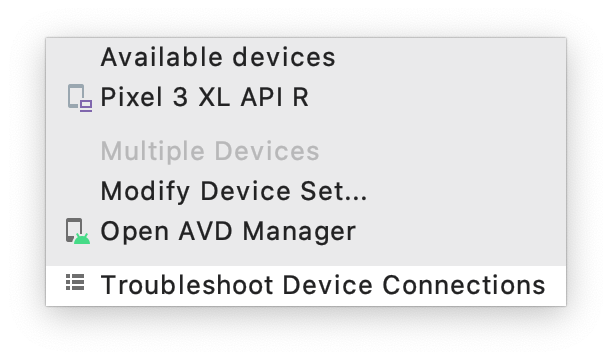 Available devices
Pixel 3 XL API R
Multiple Devices
Modify Device Set...
Open AVD Manager
Troubleshoot Device Connections